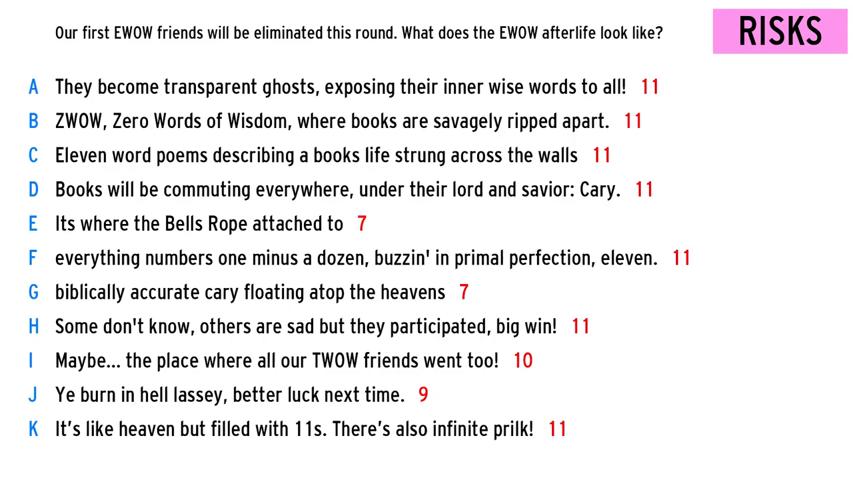 Our first EWOW friends will be eliminated this round. What does the EWOW afterlife look like?
RISKS
A They become transparent ghosts, exposing their inner wise words to all! 11
B ZWOW, Zero Words of Wisdom, where books are savagely ripped apart. 11
C Eleven word poems describing a books life strung across the walls 11
D Books will be commuting everywhere, under their lord and savior: Cary. 11
E Its where the Bells Rope attached to 7
F everything numbers one minus a dozen, buzzin' in primal perfection, eleven. 11
G biblically accurate cary floating atop the heavens 7
H Some don't know, others are sad but they participated, big win! 11
I Maybe... the place where all our TWOW friends went too! 10
J Ye burn in hell lassey, better luck next time. 9
K It's like heaven but filled with 11s. There's also infinite prilk! 11